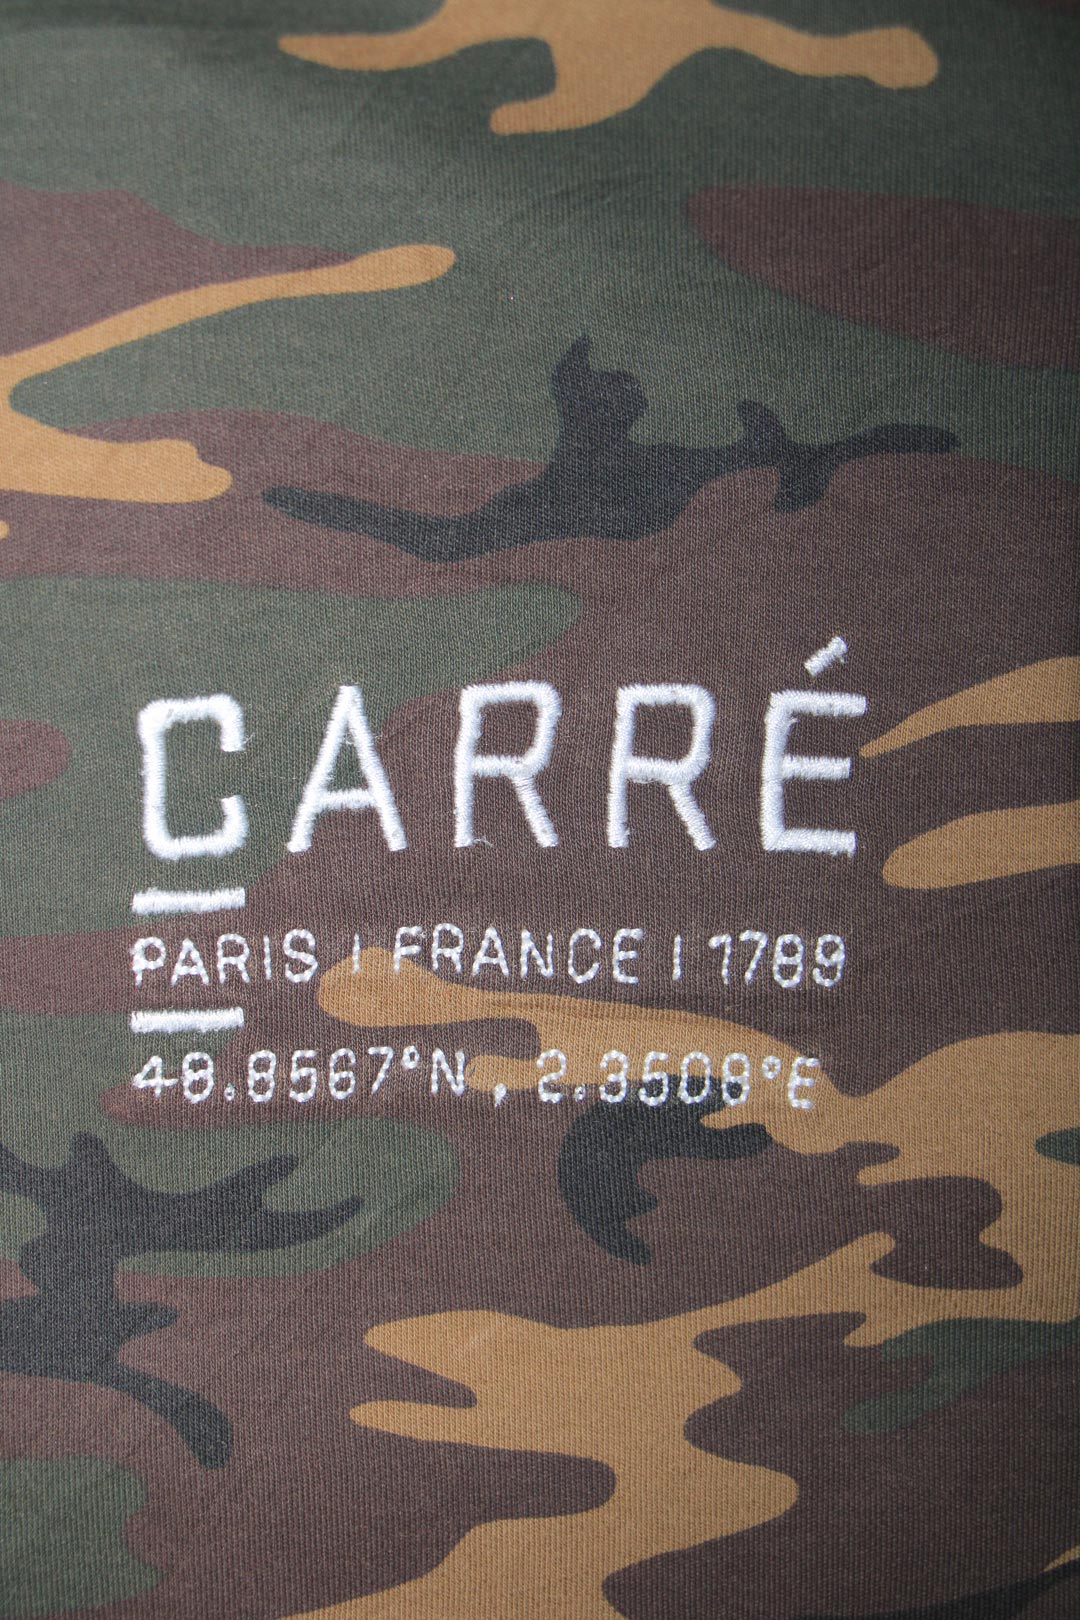 CARRÉ
PARIS | FRANCE | 1789
48.8567°N, 2.3508°E